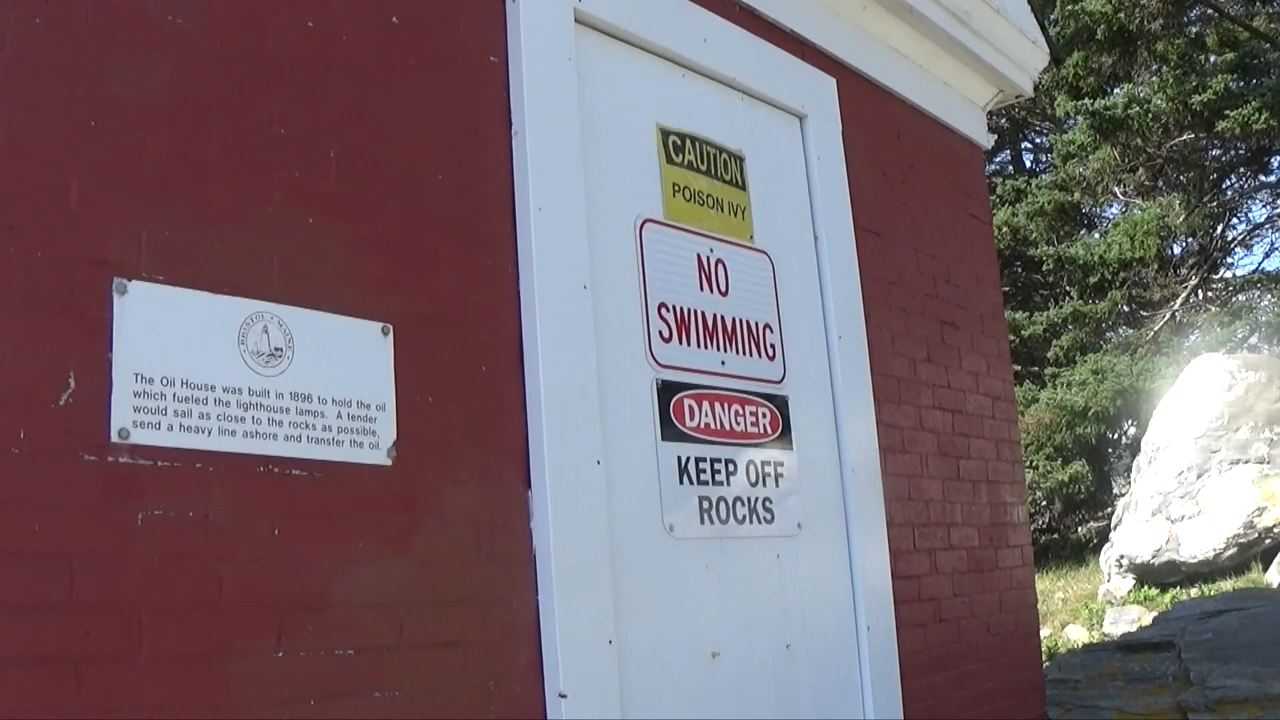 BRISTOL • MAINE
The Oil House was built in 1896 to hold the oil
which fueled the lighthouse lamps. A tender
would sail as close to the rocks as possible,
send a heavy line ashore and transfer the oil.
CAUTION
POISON IVY
NO
SWIMMING
DANGER
KEEP OFF
ROCKS